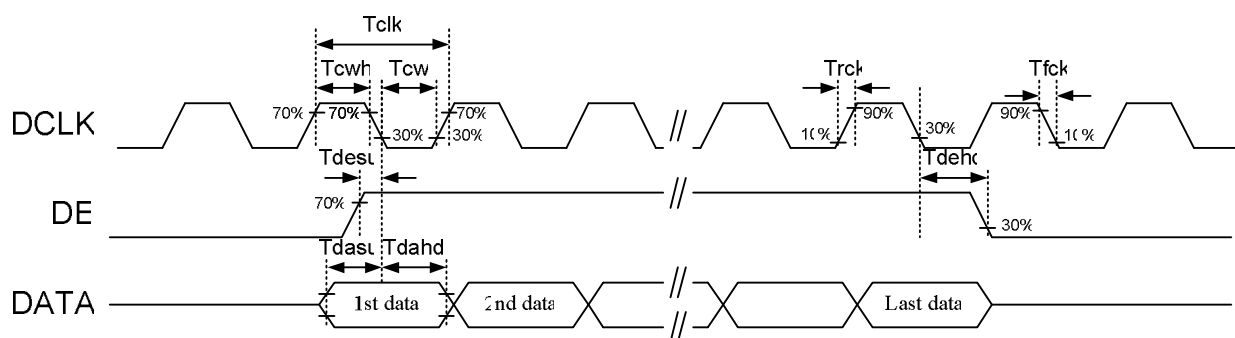 Tclk
Tcwh Tcw Trck Tfck
DCLK 70% 70% 70% 30% 30% 10% 90% 30% 90% 10%
Tdesu Tdehd
DE 70% 30%
Tdasu Tdahd
DATA 1st data 2nd data Last data